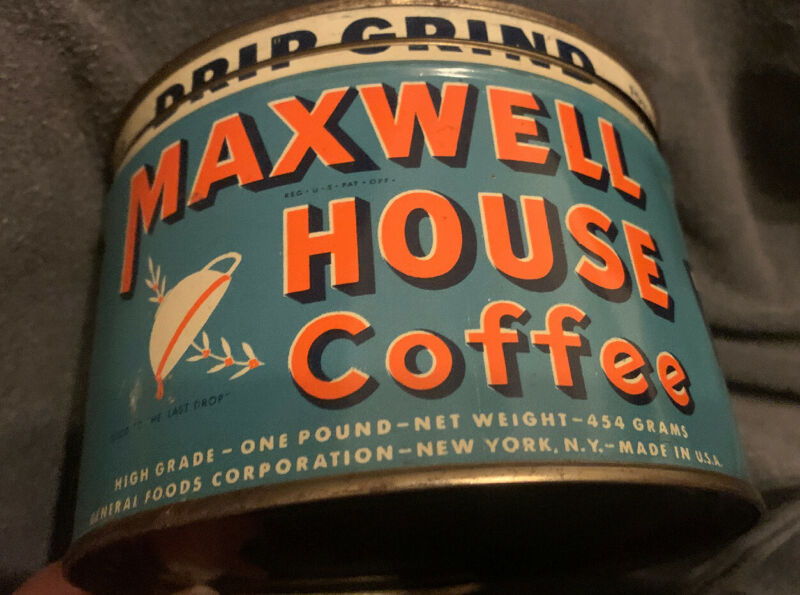 DRIP GRIND
MAXWELL
REG · U · S · PAT · OFF ·
HOUSE
Coffee
TO THE LAST DROP"
HIGH GRADE – ONE POUND – NET WEIGHT – 454 GRAMS
GENERAL FOODS CORPORATION – NEW YORK, N.Y. – MADE IN U.S.A.